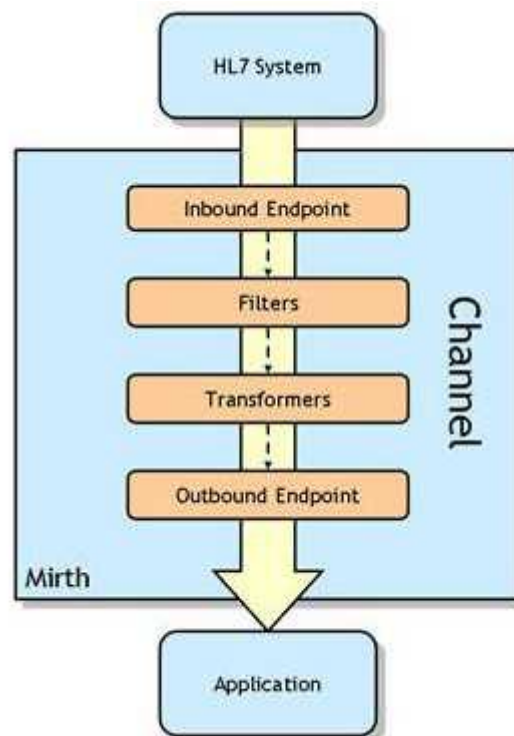 HL7 System
Inbound Endpoint
Filters
Channel
Transformers
Outbound Endpoint
Mirth
Application